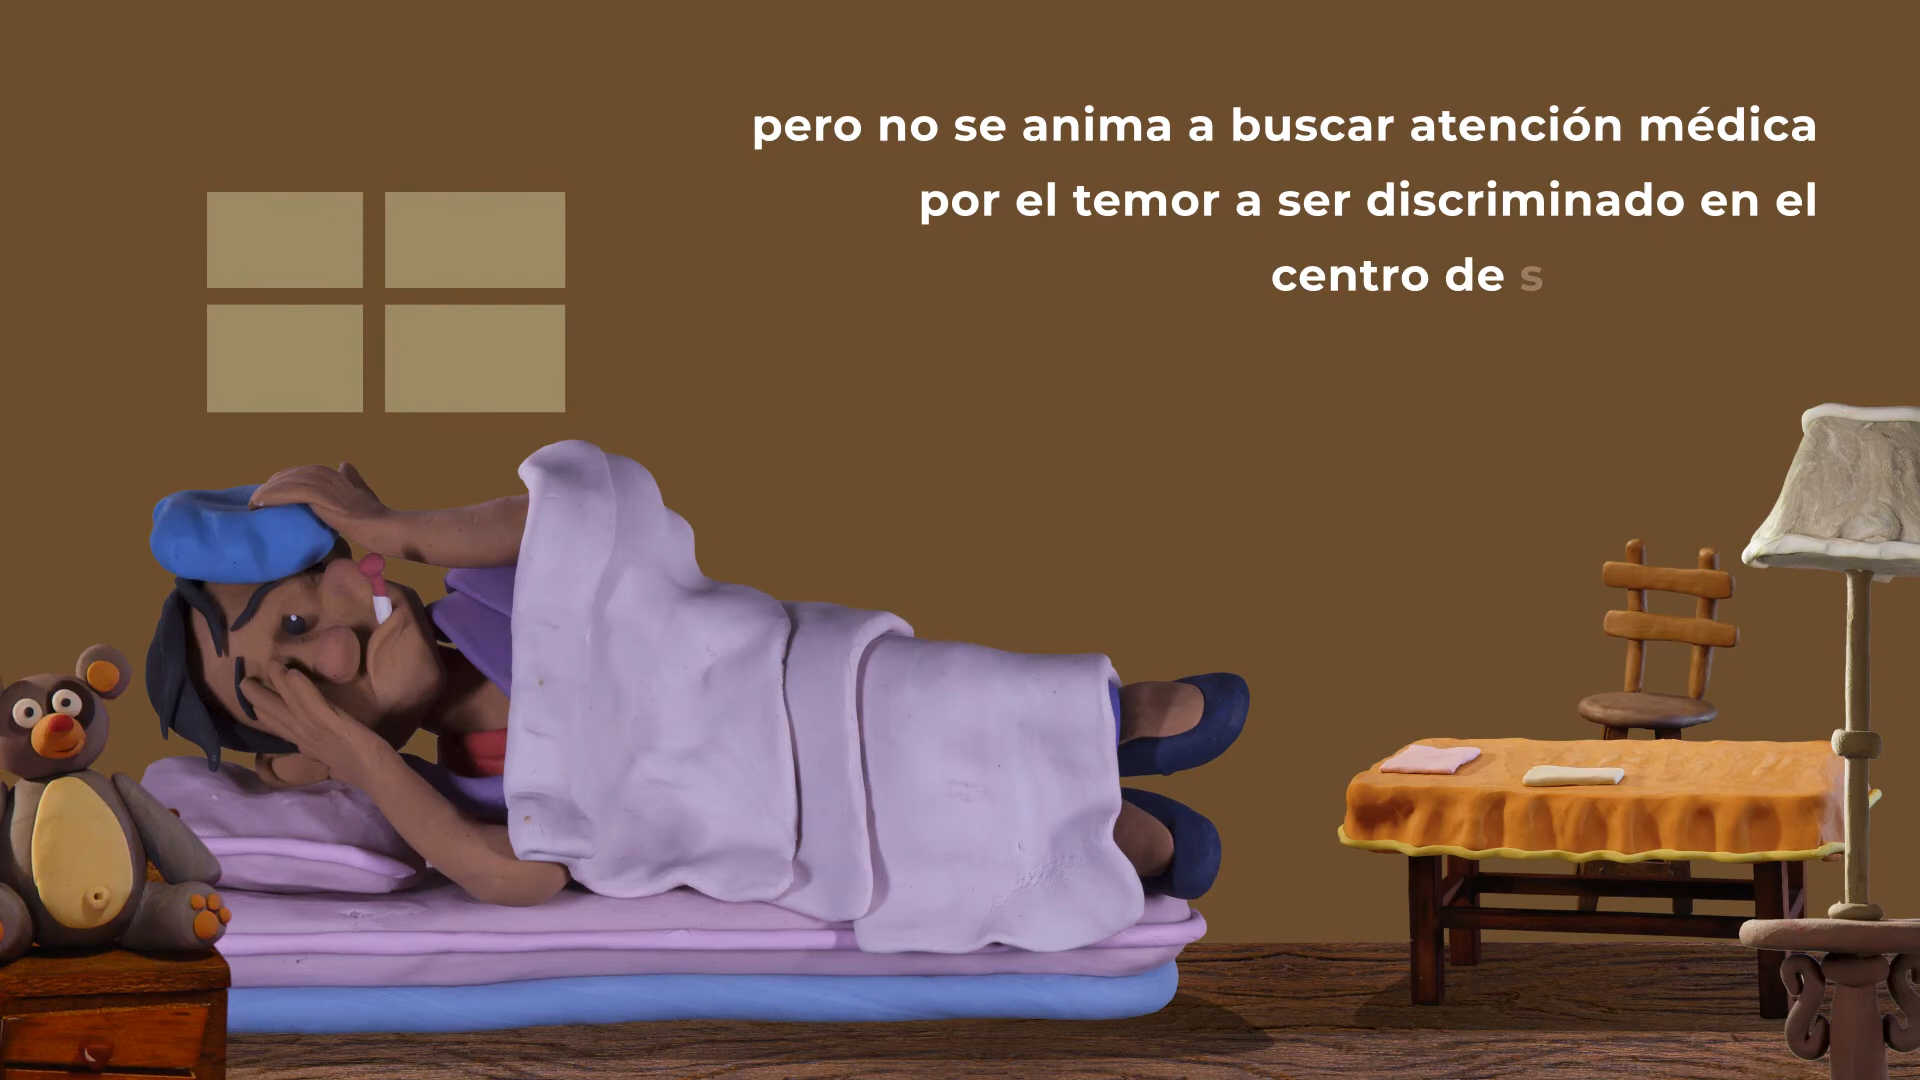 pero no se anima a buscar atención médica
por el temor a ser discriminado en el
centro de s